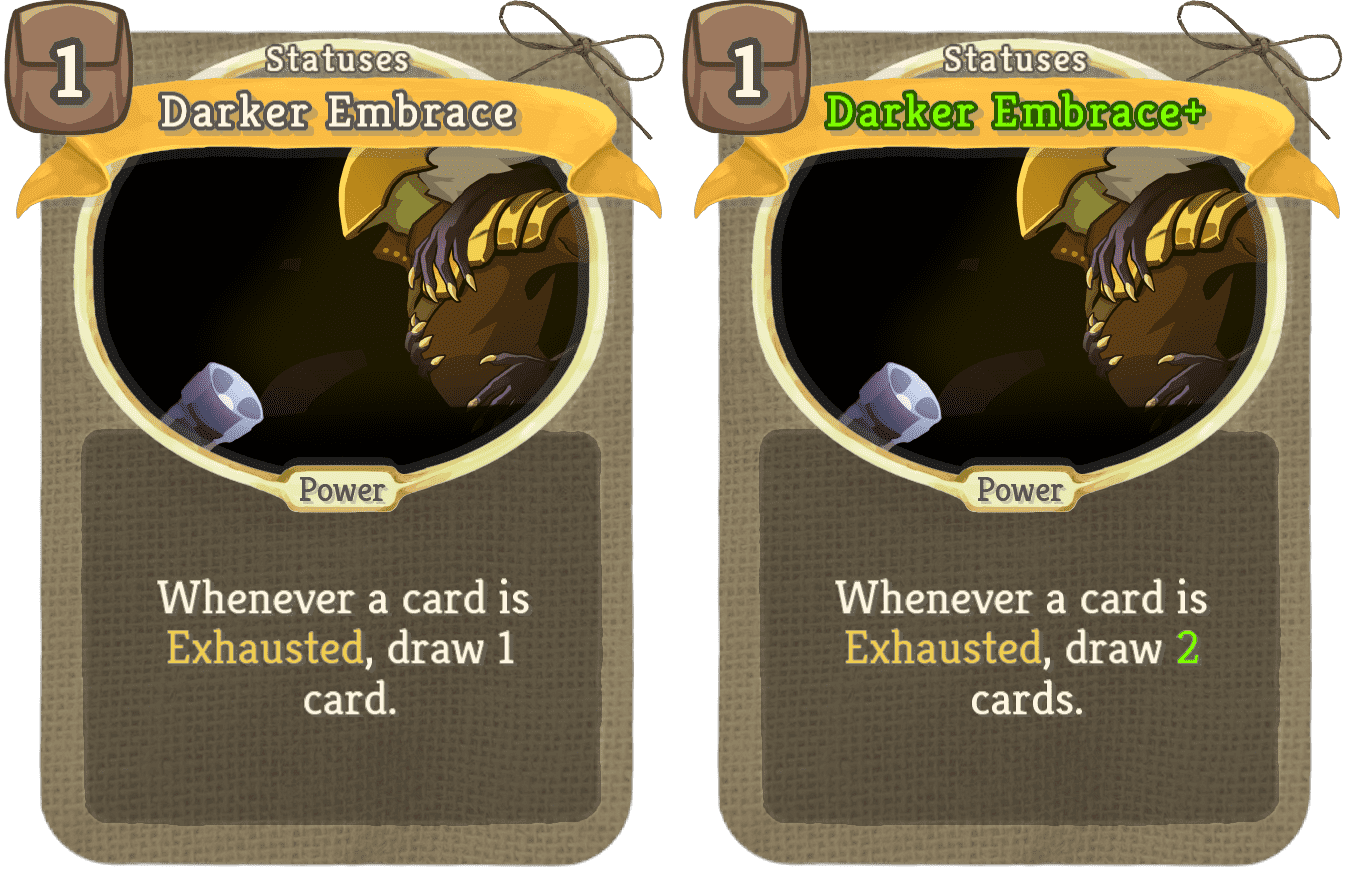 1
Statuses
Darker Embrace
Power
Whenever a card is
Exhausted, draw 1
card.
1
Statuses
Darker Embrace+
Power
Whenever a card is
Exhausted, draw 2
cards.